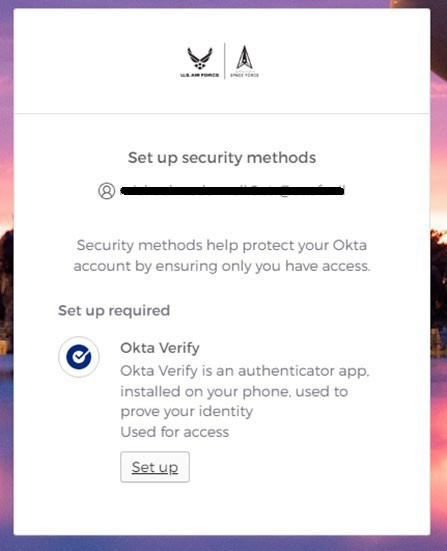 U.S. AIR FORCE
SPACE FORCE
Set up security methods
Security methods help protect your Okta
account by ensuring only you have access.
Set up required
Okta Verify
Okta Verify is an authenticator app,
installed on your phone, used to
prove your identity
Used for access
Set up